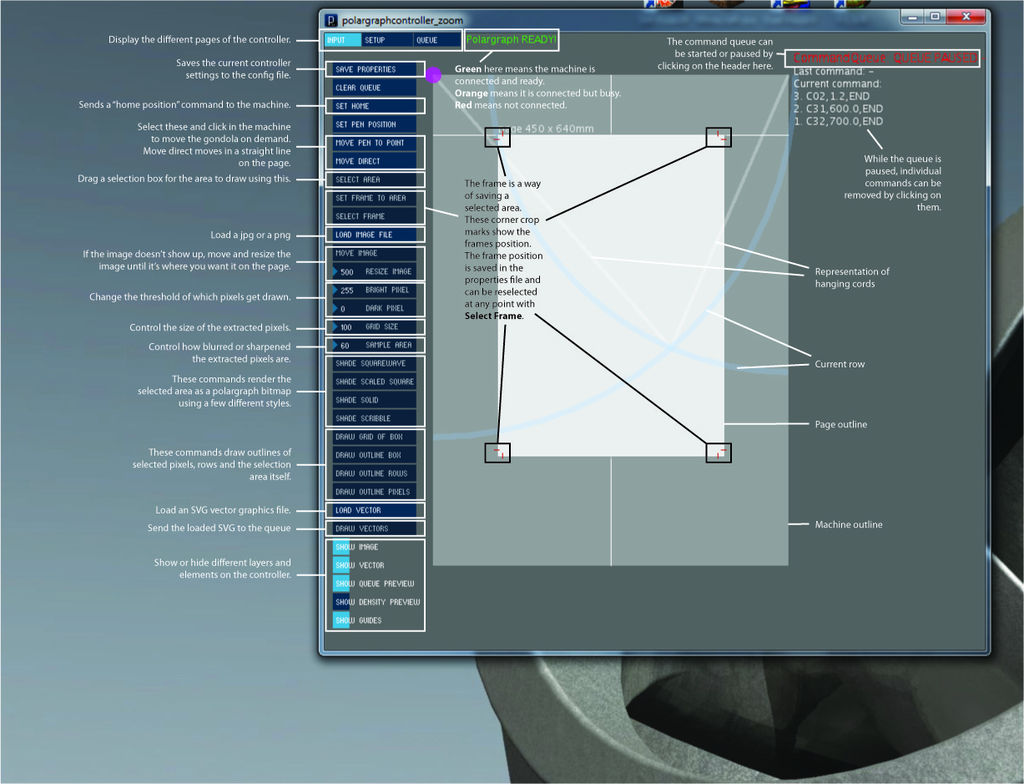 polargraphcontroller_zoom
Display the different pages of the controller.
INPUT SETUP QUEUE
Polargraph READY!
Green here means the machine is
connected and ready.
Orange means it is connected but busy.
Red means not connected.
The command queue can
be started or paused by
clicking on the header here.
CommandQueue QUEUE PAUSED
Last command: -
Current command:
3. C02,1.2,END
2. C31,600.0,END
1. C32,700.0,END
While the queue is
paused, individual
commands can be
removed by clicking on
them.
Saves the current controller
settings to the config file.
SAVE PROPERTIES
CLEAR QUEUE
Sends a “home position” command to the machine.
SET HOME
SET PEN POSITION
Select these and click in the machine
to move the gondola on demand.
Move direct moves in a straight line
on the page.
MOVE PEN TO POINT
MOVE DIRECT
Drag a selection box for the area to draw using this.
SELECT AREA
SET FRAME TO AREA
SELECT FRAME
Load a jpg or a png
LOAD IMAGE FILE
If the image doesn't show up, move and resize the
image until it's where you want it on the page.
MOVE IMAGE
500 RESIZE IMAGE
Change the threshold of which pixels get drawn.
255 BRIGHT PIXEL
0 DARK PIXEL
Control the size of the extracted pixels.
100 GRID SIZE
Control how blurred or sharpened
the extracted pixels are.
60 SAMPLE AREA
These commands render the
selected area as a polargraph bitmap
using a few different styles.
SHADE SQUAREWAVE
SHADE SCALED SQUARE
SHADE SOLID
SHADE SCRIBBLE
These commands draw outlines of
selected pixels, rows and the selection
area itself.
DRAW GRID OF BOX
DRAW OUTLINE BOX
DRAW OUTLINE ROWS
DRAW OUTLINE PIXELS
Load an SVG vector graphics file.
LOAD VECTOR
Send the loaded SVG to the queue
DRAW VECTORS
Show or hide different layers and
elements on the controller.
SHOW IMAGE
SHOW VECTOR
SHOW QUEUE PREVIEW
SHOW DENSITY PREVIEW
SHOW GUIDES
450 x 640mm
The frame is a way
of saving a
selected area.
These corner crop
marks show the
frames position.
The frame position
is saved in the
properties file and
can be reselected
at any point with
Select Frame.
Representation of
hanging cords
Current row
Page outline
Machine outline